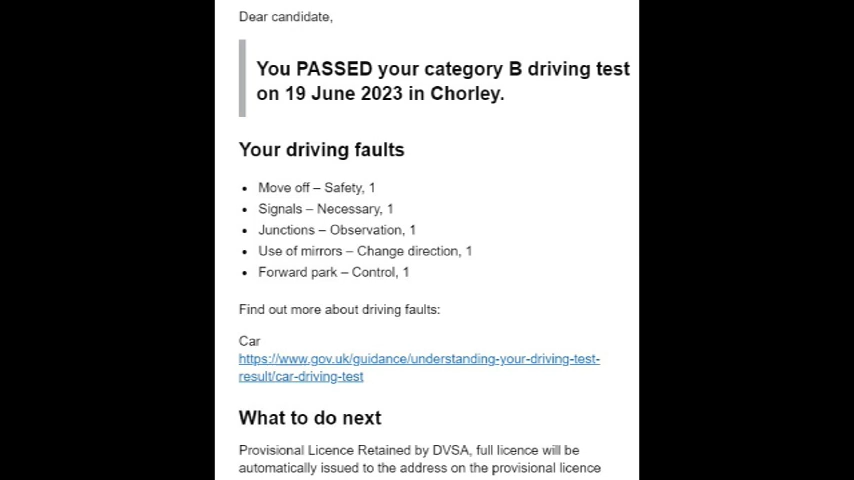 Dear candidate,
You PASSED your category B driving test
on 19 June 2023 in Chorley.
Your driving faults
• Move off – Safety, 1
• Signals – Necessary, 1
• Junctions – Observation, 1
• Use of mirrors – Change direction, 1
• Forward park – Control, 1
Find out more about driving faults:
Car
https://www.gov.uk/guidance/understanding-your-driving-test-
result/car-driving-test
What to do next
Provisional Licence Retained by DVSA, full licence will be
automatically issued to the address on the provisional licence